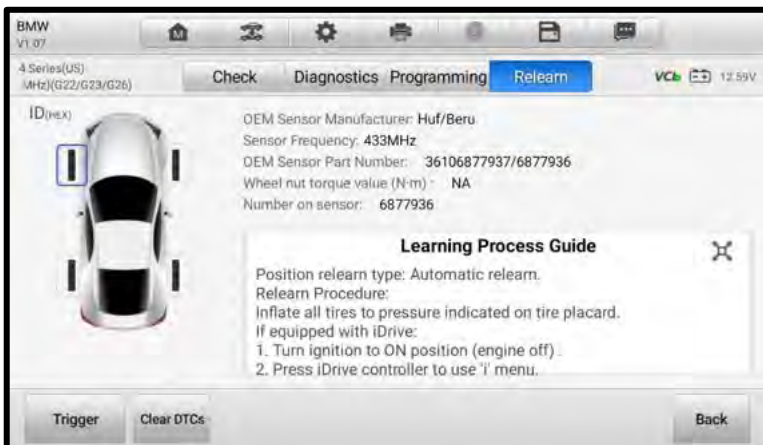 BMW
V1.07
M
4 Series(US)
MHz)(G22/G23/G26)
Check Diagnostics Programming Relearn
VCI 12.59V
ID(HEX)
OEM Sensor Manufacturer: Huf/Beru
Sensor Frequency: 433MHz
OEM Sensor Part Number: 36106877937/6877936
Wheel nut torque value (N·m) : NA
Number on sensor: 6877936
Learning Process Guide
Position relearn type: Automatic relearn.
Relearn Procedure:
Inflate all tires to pressure indicated on tire placard.
If equipped with iDrive:
1. Turn ignition to ON position (engine off) .
2. Press iDrive controller to use 'i' menu.
Trigger Clear DTCs Back